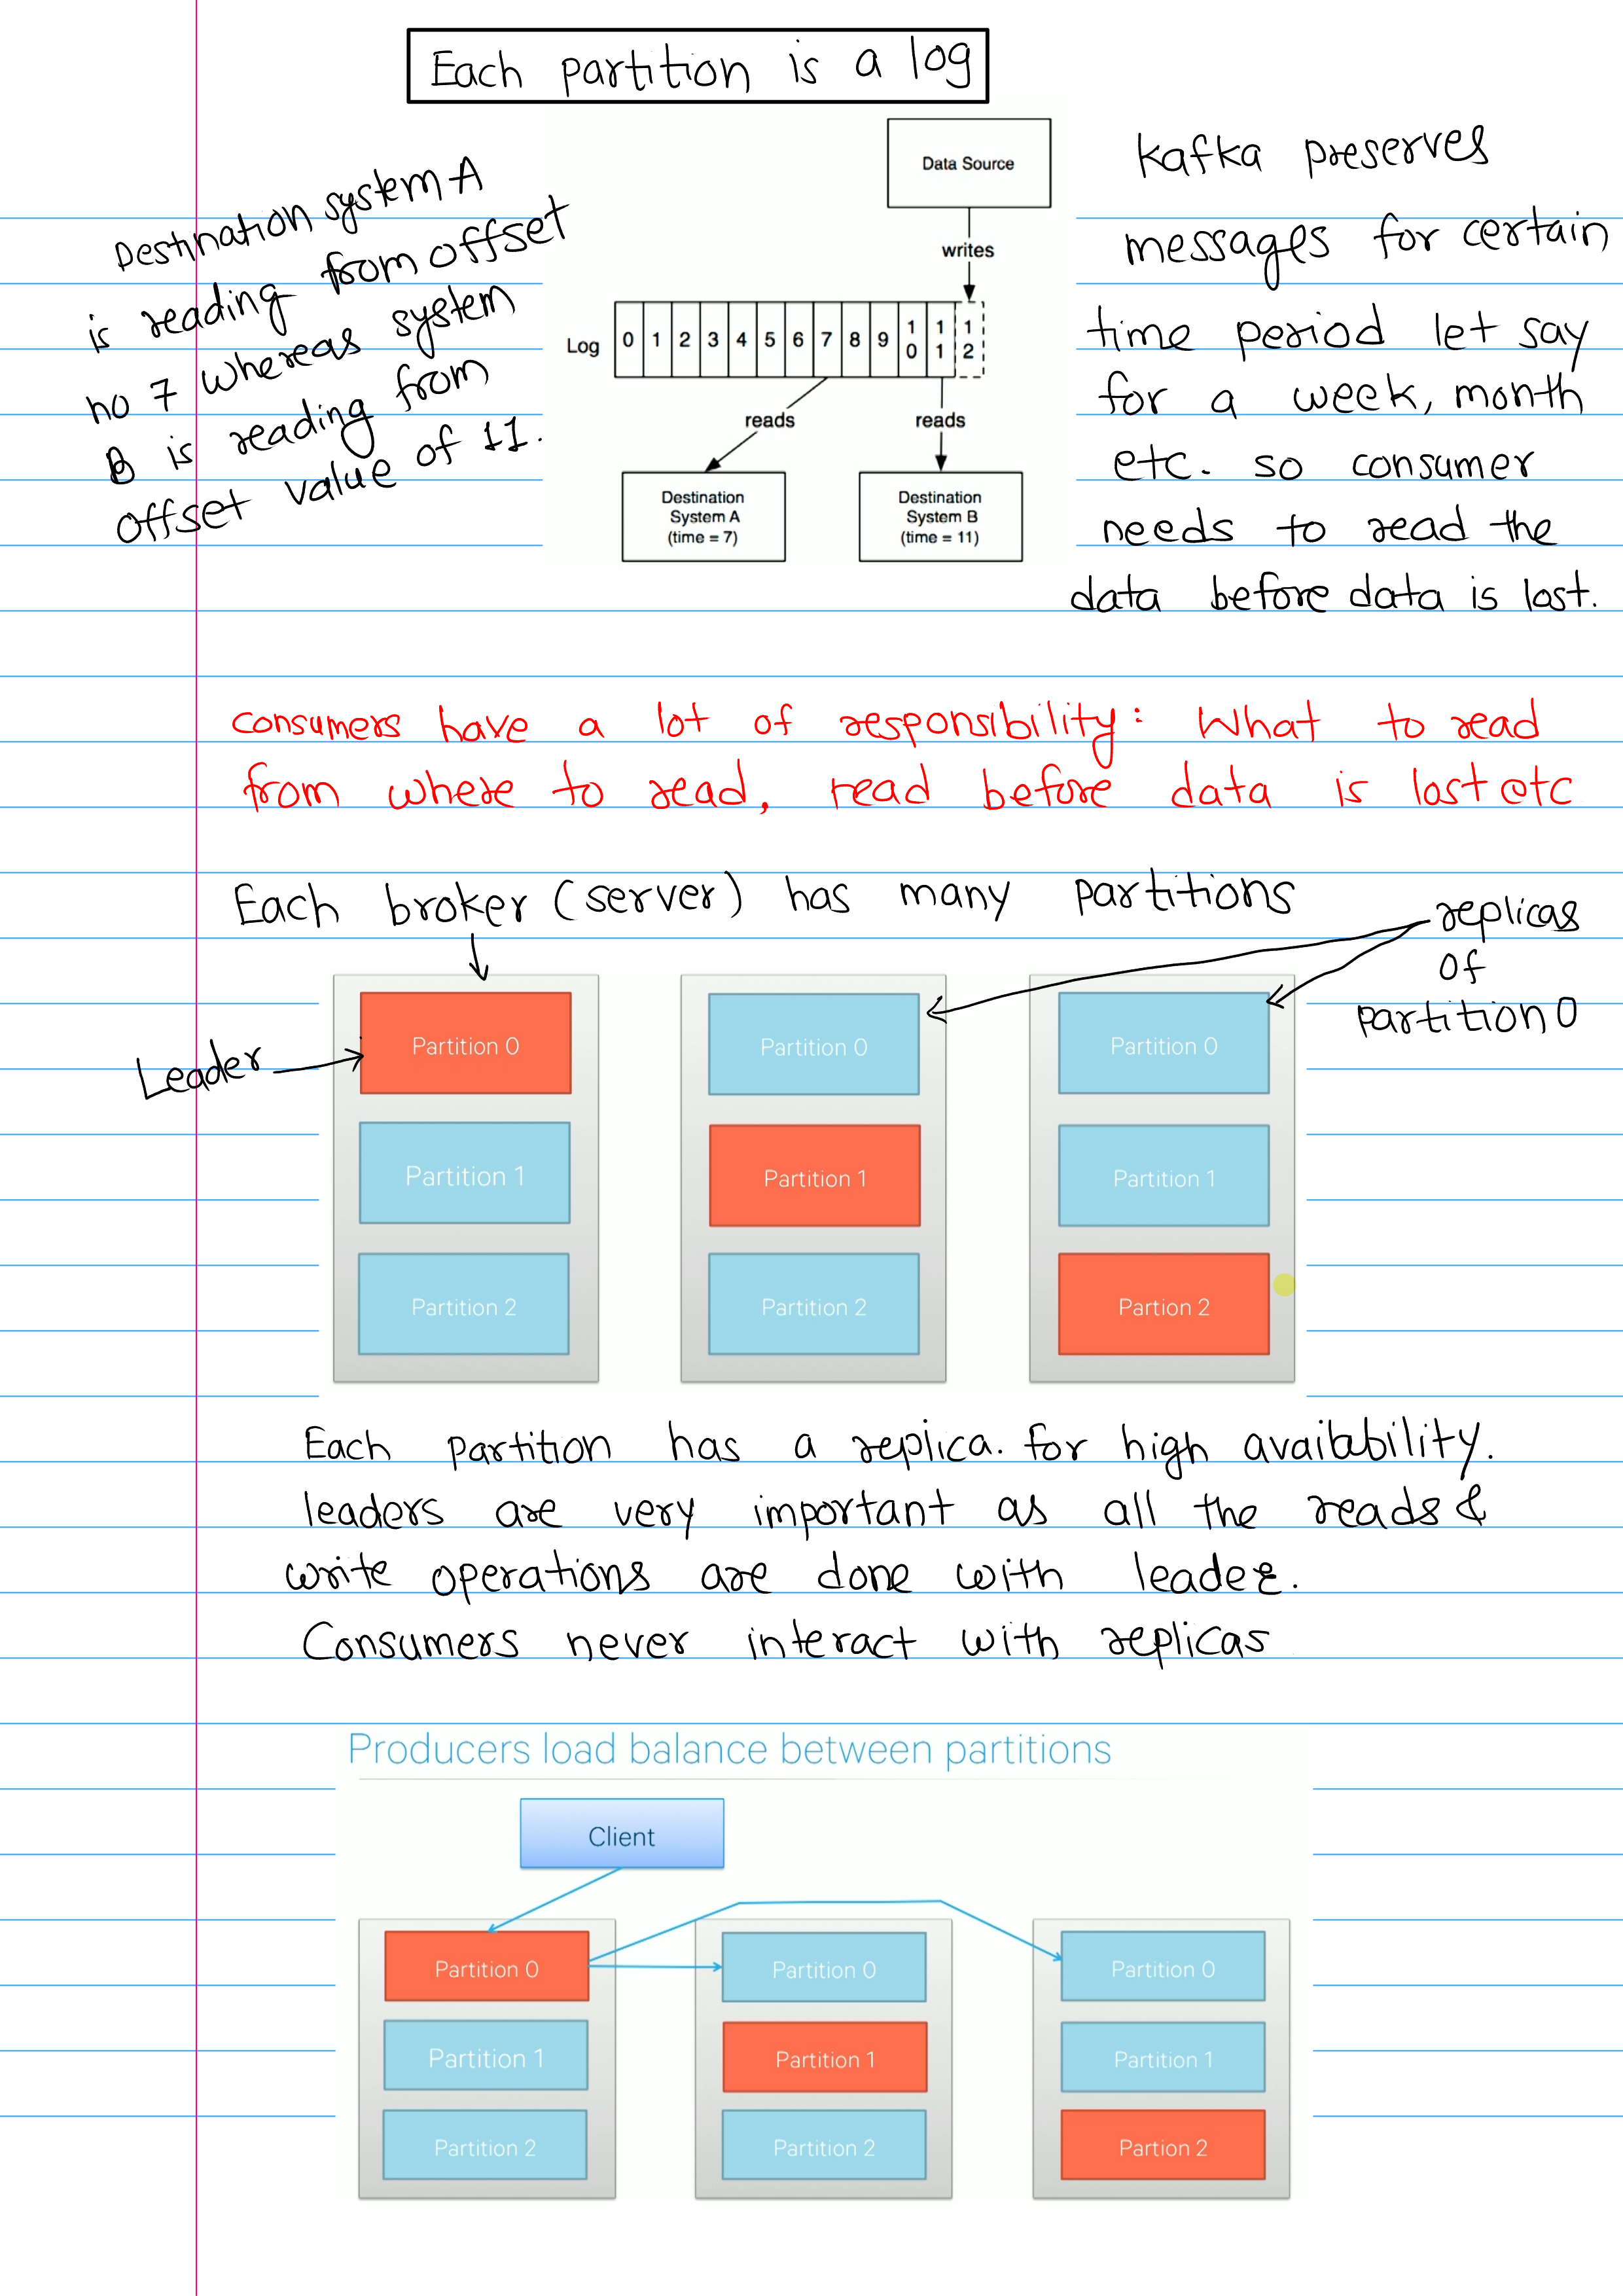 Each partition is a log
Destination system A
is reading from offset
no 7 whereas system
B is reading from
offset value of 11.
Data Source
writes
Log 0 1 2 3 4 5 6 7 8 9 10 11 12
reads reads
Destination
System A
(time = 7)
Destination
System B
(time = 11)
Kafka preserves
messages for certain
time period let say
for a week, month
etc. so consumer
needs to read the
data before data is lost.
consumers have a lot of responsibility: What to read
from where to read, read before data is lost etc
Each broker (server) has many partitions
replicas
of
partition 0
Leader
Partition 0 Partition 0 Partition 0
Partition 1 Partition 1 Partition 1
Partition 2 Partition 2 Partion 2
Each partition has a replica. for high availability.
leaders are very important as all the reads &
write operations are done with leader.
Consumers never interact with replicas
Producers load balance between partitions
Client
Partition 0 Partition 0 Partition 0
Partition 1 Partition 1 Partition 1
Partition 2 Partition 2 Partion 2